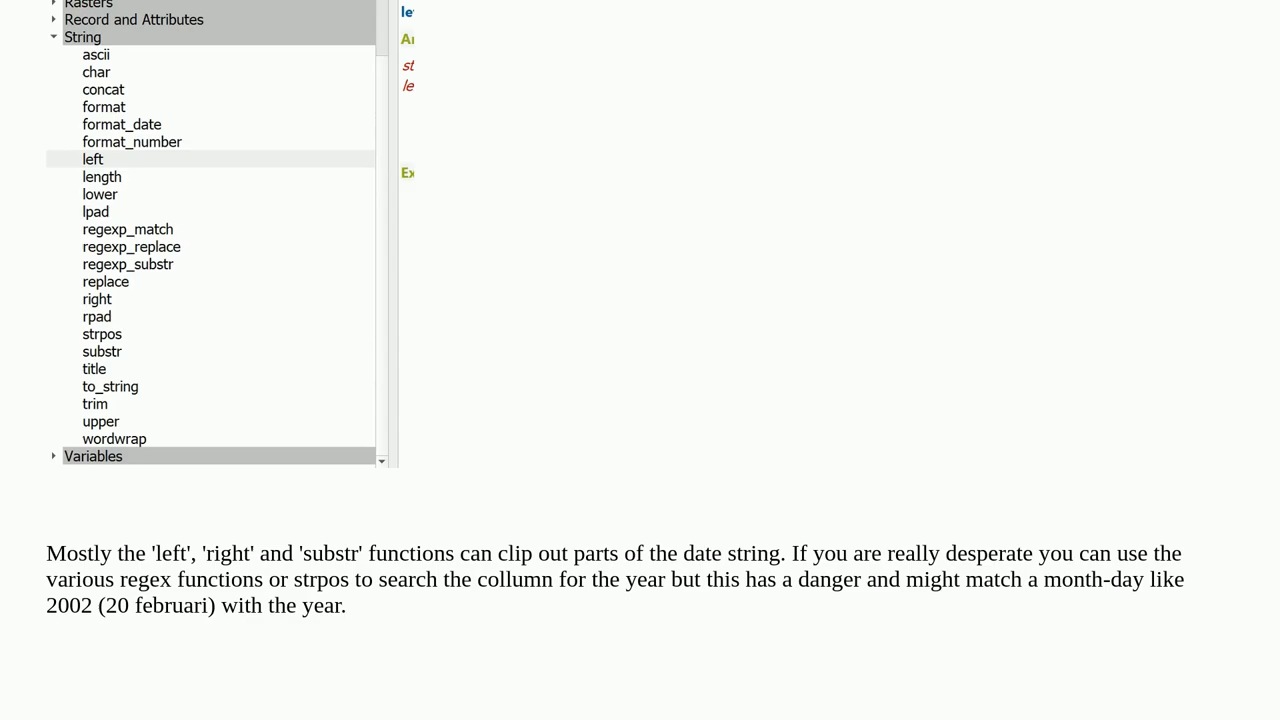 Rasters
Record and Attributes
String
ascii
char
concat
format
format_date
format_number
left
length
lower
lpad
regexp_match
regexp_replace
regexp_substr
replace
right
rpad
strpos
substr
title
to_string
trim
upper
wordwrap
Variables
Mostly the 'left', 'right' and 'substr' functions can clip out parts of the date string. If you are really desperate you can use the
various regex functions or strpos to search the collumn for the year but this has a danger and might match a month-day like
2002 (20 februari) with the year.